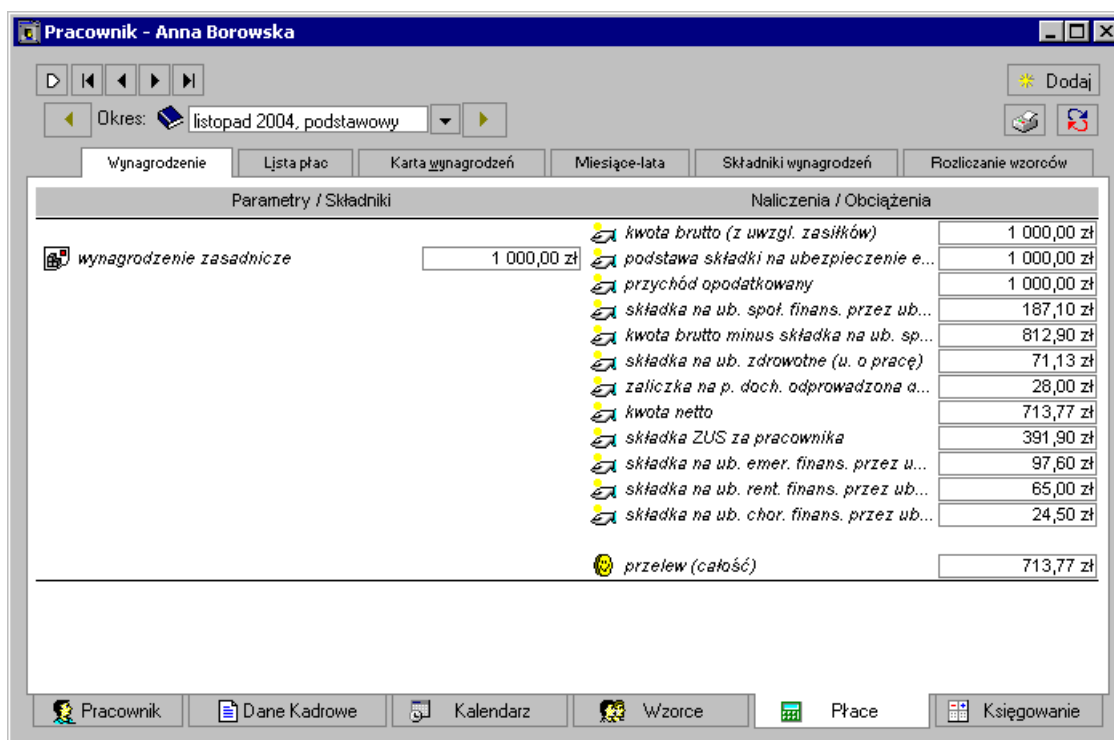 Pracownik - Anna Borowska
Dodaj
Okres: listopad 2004, podstawowy
Wynagrodzenie Lista płac Karta wynagrodzeń Miesiące-lata Składniki wynagrodzeń Rozliczanie wzorców
Parametry / Składniki Naliczenia / Obciążenia
wynagrodzenie zasadnicze 1 000,00 zł
kwota brutto (z uwzgl. zasiłków) 1 000,00 zł
podstawa składki na ubezpieczenie e... 1 000,00 zł
przychód opodatkowany 1 000,00 zł
składka na ub. społ. finans. przez ub... 187,10 zł
kwota brutto minus składka na ub. sp... 812,90 zł
składka na ub. zdrowotne (u. o pracę) 71,13 zł
zaliczka na p. doch. odprowadzona d... 28,00 zł
kwota netto 713,77 zł
składka ZUS za pracownika 391,90 zł
składka na ub. emer. finans. przez u... 97,60 zł
składka na ub. rent. finans. przez ub... 65,00 zł
składka na ub. chor. finans. przez ub... 24,50 zł
przelew (całość) 713,77 zł
Pracownik Dane Kadrowe Kalendarz Wzorce Płace Księgowanie